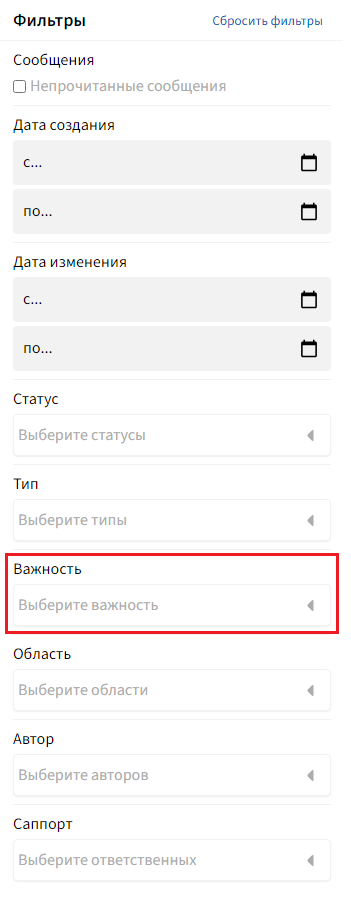 Фильтры Сбросить фильтры
Сообщения
Непрочитанные сообщения
Дата создания
с...
по...
Дата изменения
с...
по...
Статус
Выберите статусы
Тип
Выберите типы
Важность
Выберите важность
Область
Выберите области
Автор
Выберите авторов
Саппорт
Выберите ответственных